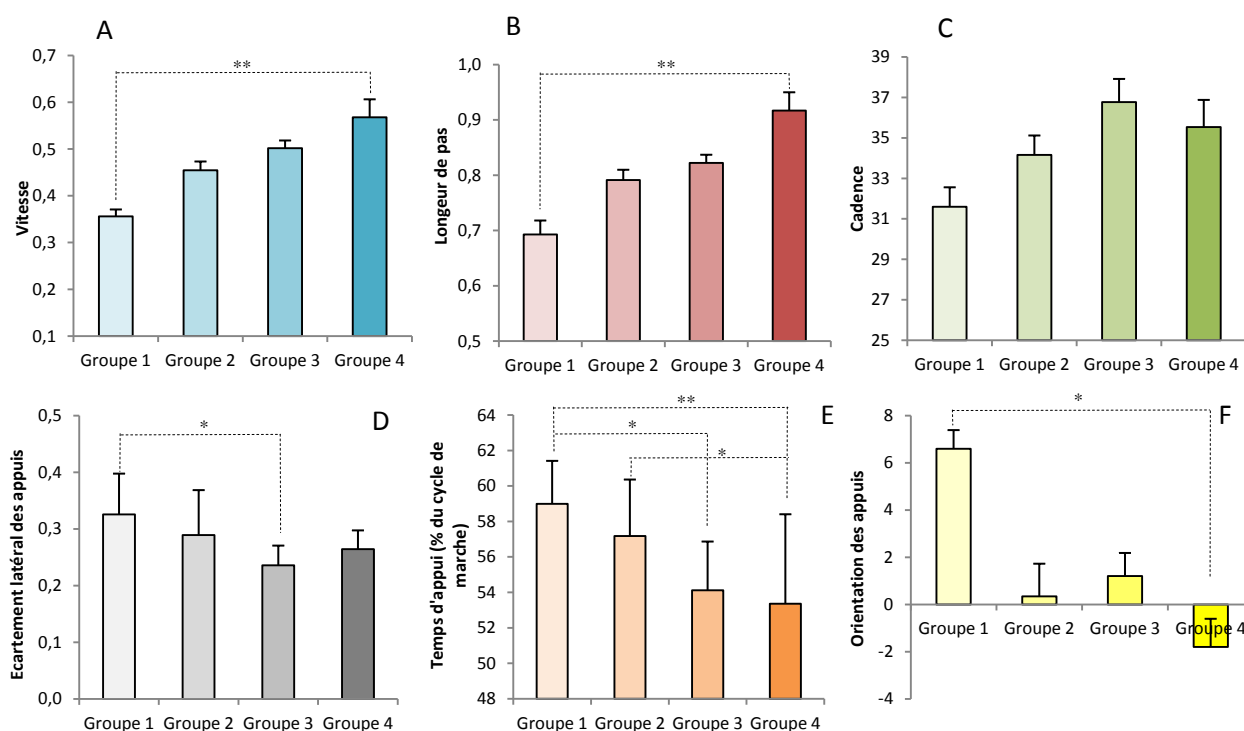 A
Vitesse
0,7
0,6
0,5
0,4
0,3
0,2
0,1
**
Groupe 1 Groupe 2 Groupe 3 Groupe 4
B
Longeur de pas
1,0
0,9
0,8
0,7
0,6
0,5
**
Groupe 1 Groupe 2 Groupe 3 Groupe 4
C
Cadence
39
37
35
33
31
29
27
25
Groupe 1 Groupe 2 Groupe 3 Groupe 4
D
Ecartement latéral des appuis
0,5
0,4
0,3
0,2
0,1
0,0
*
Groupe 1 Groupe 2 Groupe 3 Groupe 4
E
Temps d'appui (% du cycle de
marche)
64
62
60
58
56
54
52
50
48
**
*
*
Groupe 1 Groupe 2 Groupe 3 Groupe 4
F
Orientation des appuis
8
6
4
2
0
-2
-4
*
Groupe 1 Groupe 2 Groupe 3 Groupe 4